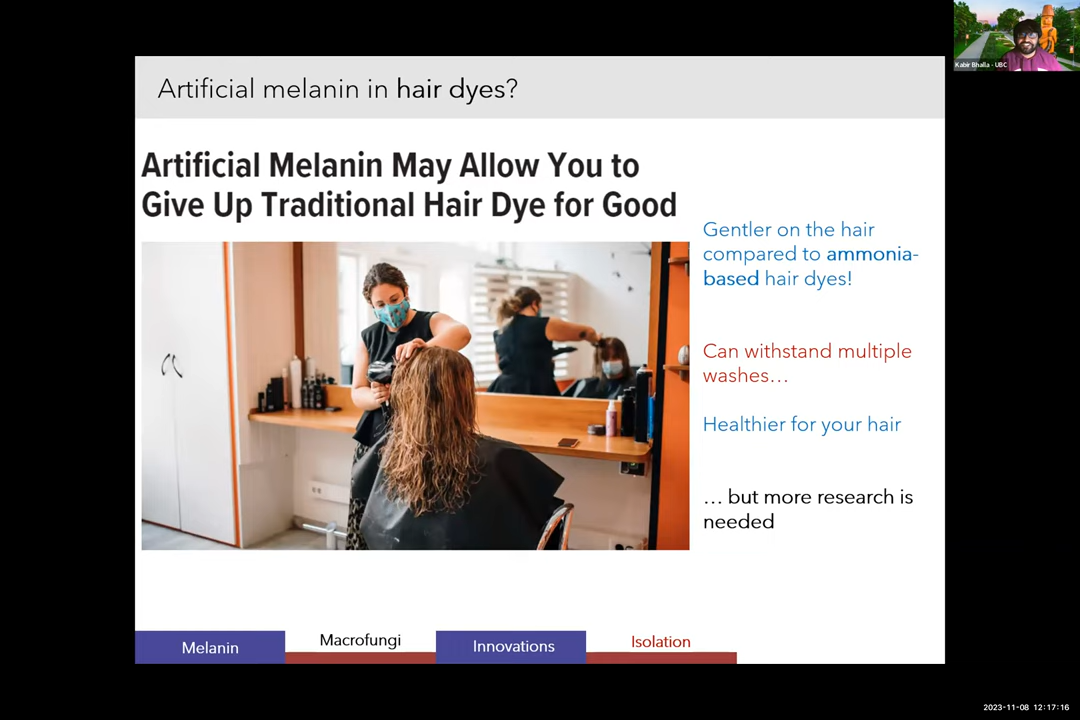 Kabir Bhalla - UBC
Artificial melanin in hair dyes?
Artificial Melanin May Allow You to
Give Up Traditional Hair Dye for Good
Gentler on the hair
compared to ammonia-
based hair dyes!
Can withstand multiple
washes…
Healthier for your hair
… but more research is
needed
Melanin
Macrofungi
Innovations
Isolation
2023-11-08 12:17:16